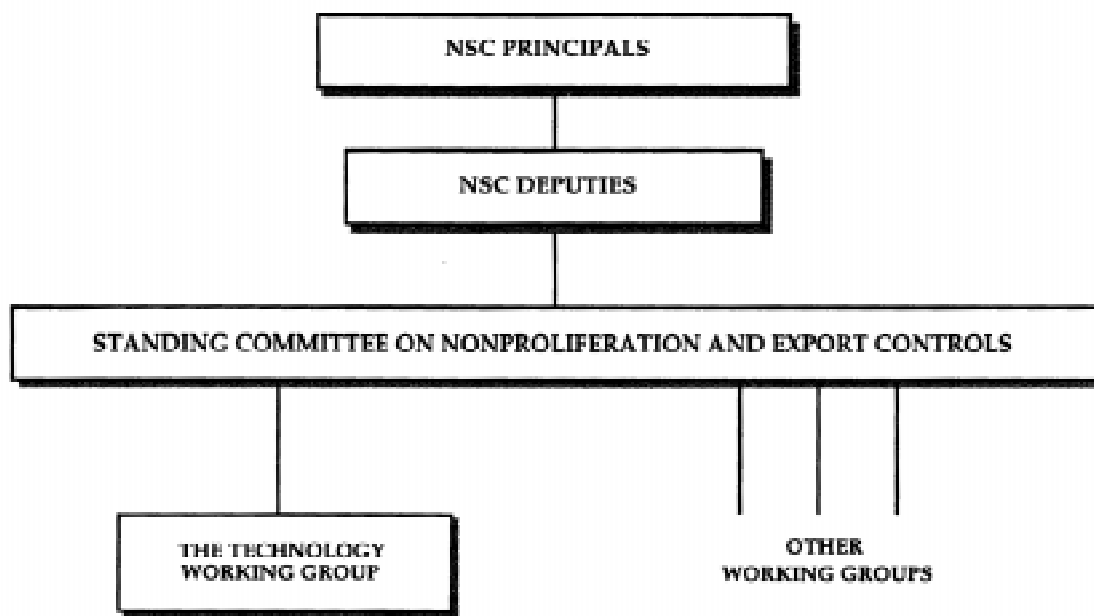 NSC PRINCIPALS
NSC DEPUTIES
STANDING COMMITTEE ON NONPROLIFERATION AND EXPORT CONTROLS
THE TECHNOLOGY
WORKING GROUP
OTHER
WORKING GROUPS